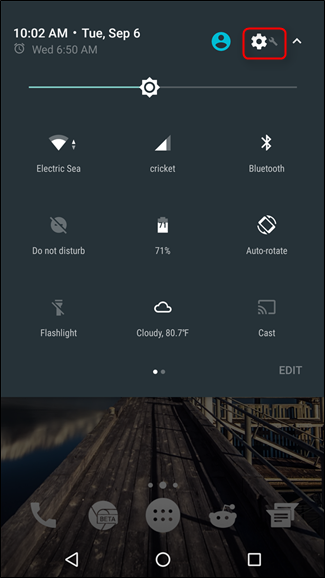 10:02 AM • Tue, Sep 6
Wed 6:50 AM
Electric Sea
cricket
Bluetooth
71
Do not disturb
71%
Auto-rotate
Flashlight
Cloudy, 80.7°F
Cast
EDIT
BETA